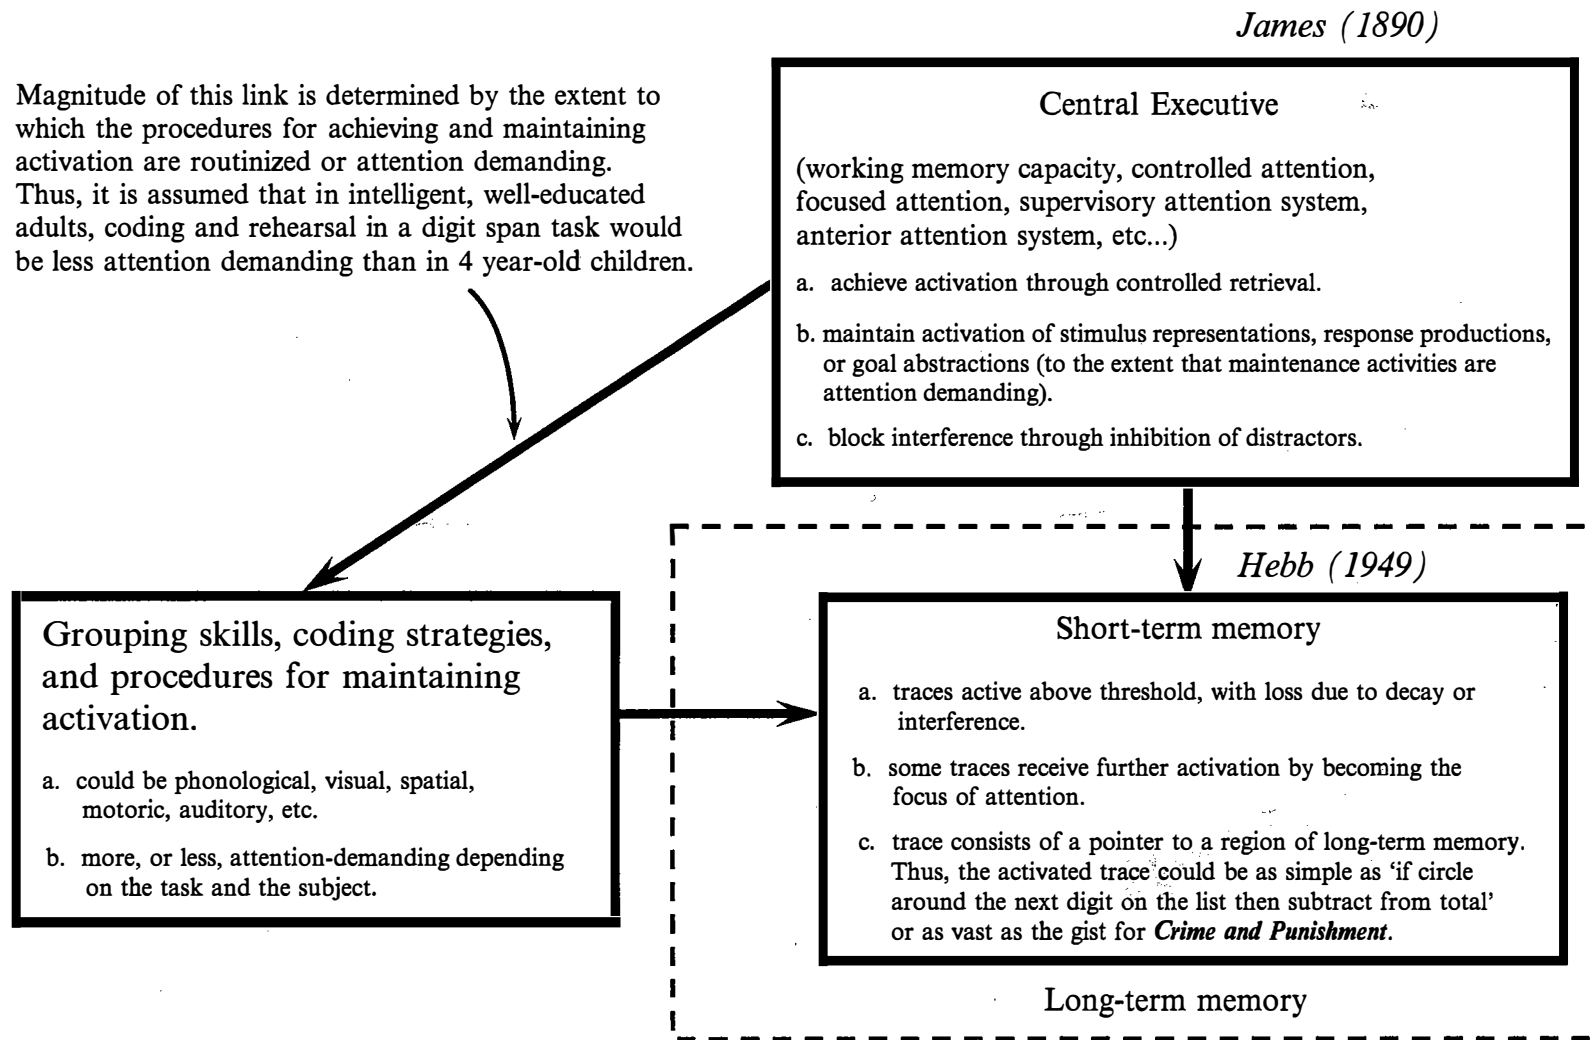 James (1890)
Magnitude of this link is determined by the extent to
which the procedures for achieving and maintaining
activation are routinized or attention demanding.
Thus, it is assumed that in intelligent, well-educated
adults, coding and rehearsal in a digit span task would
be less attention demanding than in 4 year-old children.
Central Executive
(working memory capacity, controlled attention,
focused attention, supervisory attention system,
anterior attention system, etc...)
a. achieve activation through controlled retrieval.
b. maintain activation of stimulus representations, response productions,
or goal abstractions (to the extent that maintenance activities are
attention demanding).
c. block interference through inhibition of distractors.
Grouping skills, coding strategies,
and procedures for maintaining
activation.
a. could be phonological, visual, spatial,
motoric, auditory, etc.
b. more, or less, attention-demanding depending
on the task and the subject.
Hebb (1949)
Short-term memory
a. traces active above threshold, with loss due to decay or
interference.
b. some traces receive further activation by becoming the
focus of attention.
c. trace consists of a pointer to a region of long-term memory.
Thus, the activated trace could be as simple as ‘if circle
around the next digit on the list then subtract from total’
or as vast as the gist for Crime and Punishment.
Long-term memory